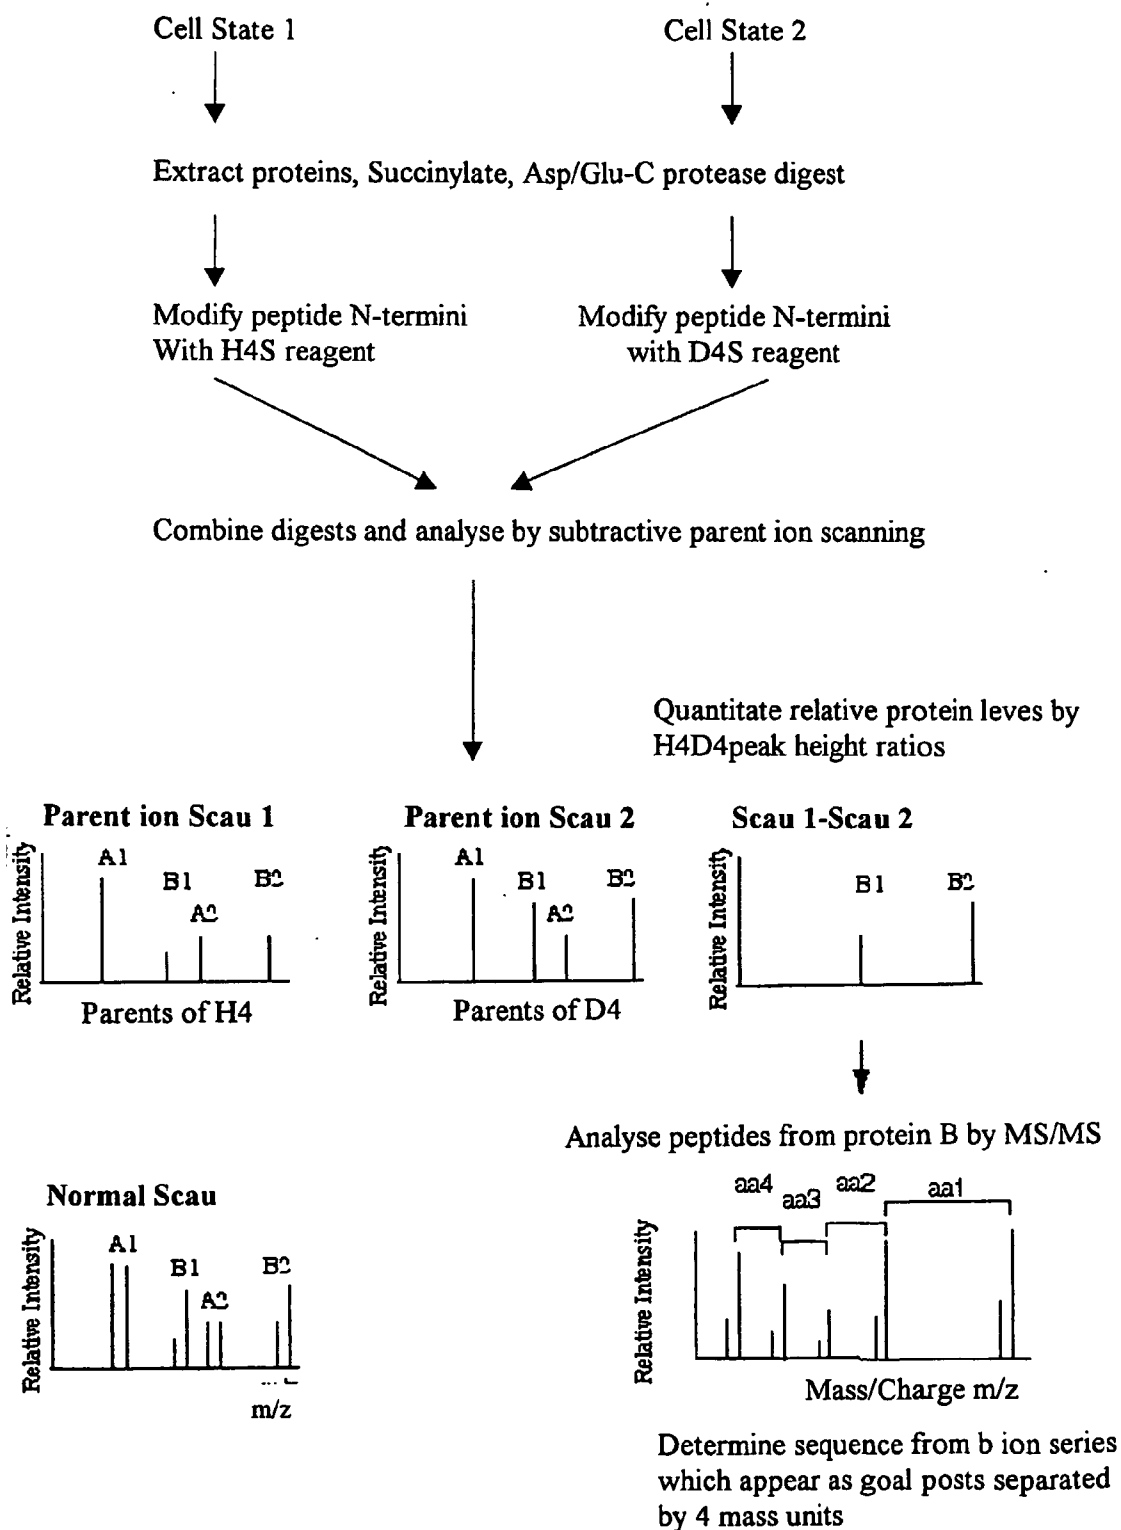 Cell State 1
Cell State 2
Extract proteins, Succinylate, Asp/Glu-C protease digest
Modify peptide N-termini
With H4S reagent
Modify peptide N-termini
with D4S reagent
Combine digests and analyse by subtractive parent ion scanning
Quantitate relative protein leves by
H4D4peak height ratios
Parent ion Scau 1
Relative Intensity
A1
B1
A2
B2
Parents of H4
Parent ion Scau 2
Relative Intensity
A1
B1
A2
B2
Parents of D4
Scau 1-Scau 2
Relative Intensity
B1
B2
Analyse peptides from protein B by MS/MS
Normal Scau
Relative Intensity
A1
B1
A2
B2
m/z
aa4
aa3
aa2
aa1
Relative Intensity
Mass/Charge m/z
Determine sequence from b ion series
which appear as goal posts separated
by 4 mass units